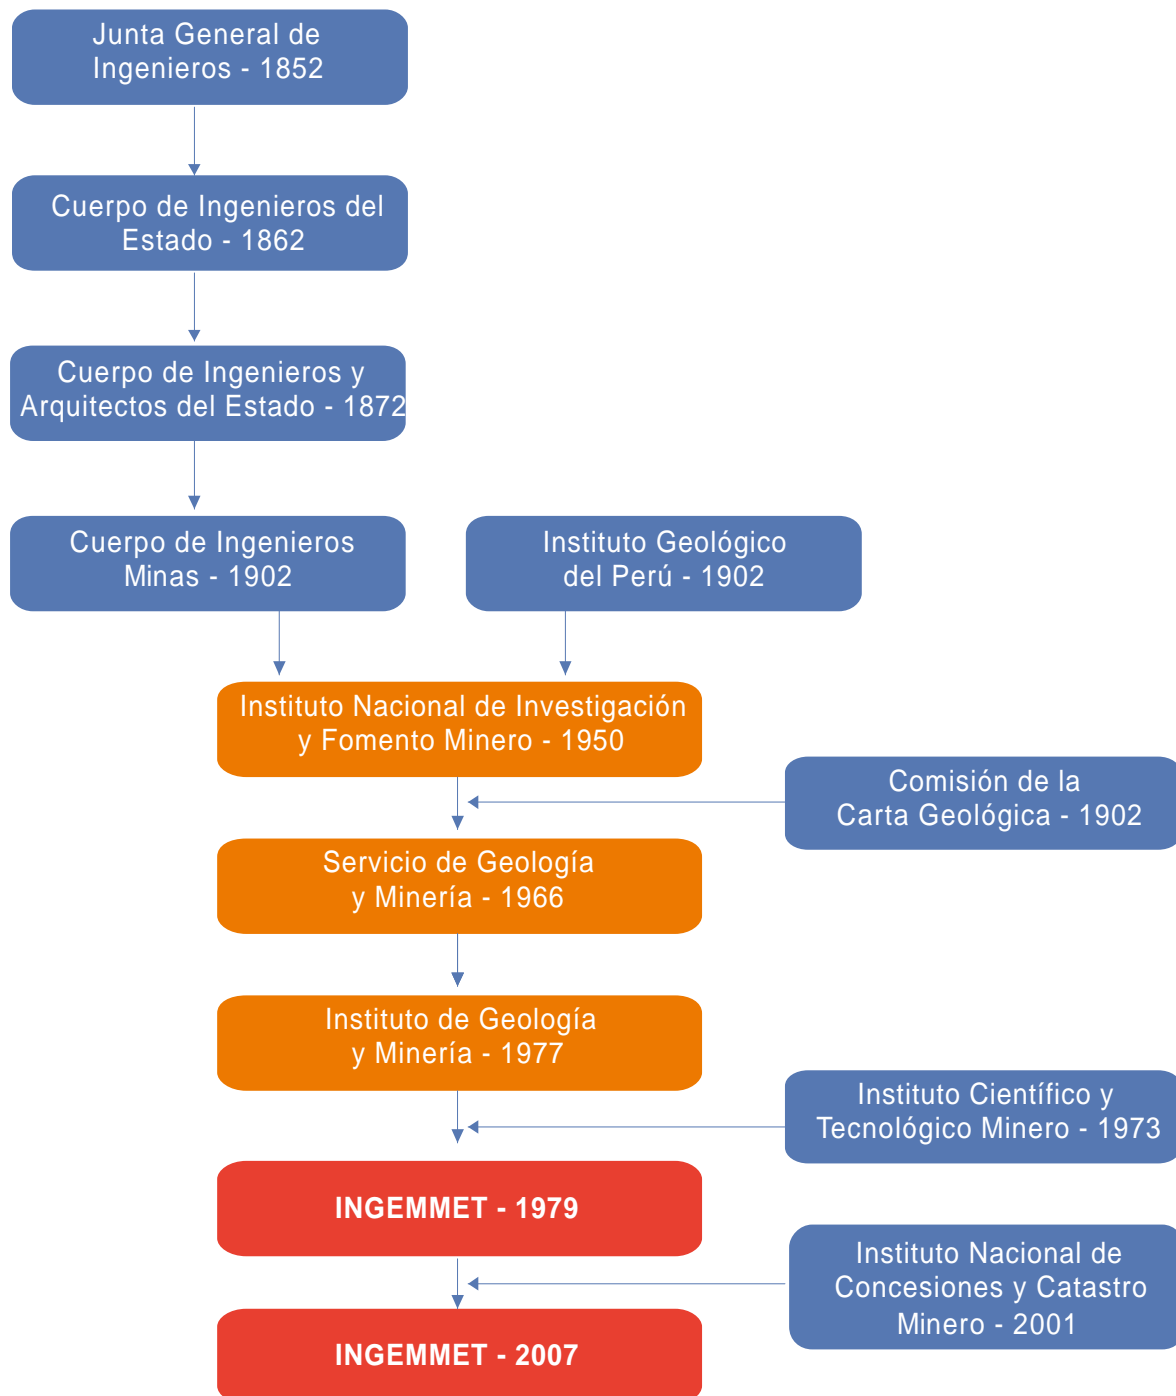 Junta General de
Ingenieros - 1852
Cuerpo de Ingenieros del
Estado - 1862
Cuerpo de Ingenieros y
Arquitectos del Estado - 1872
Cuerpo de Ingenieros
Minas - 1902
Instituto Geológico
del Perú - 1902
Instituto Nacional de Investigación
y Fomento Minero - 1950
Comisión de la
Carta Geológica - 1902
Servicio de Geología
y Minería - 1966
Instituto de Geología
y Minería - 1977
Instituto Científico y
Tecnológico Minero - 1973
INGEMMET - 1979
Instituto Nacional de
Concesiones y Catastro
Minero - 2001
INGEMMET - 2007